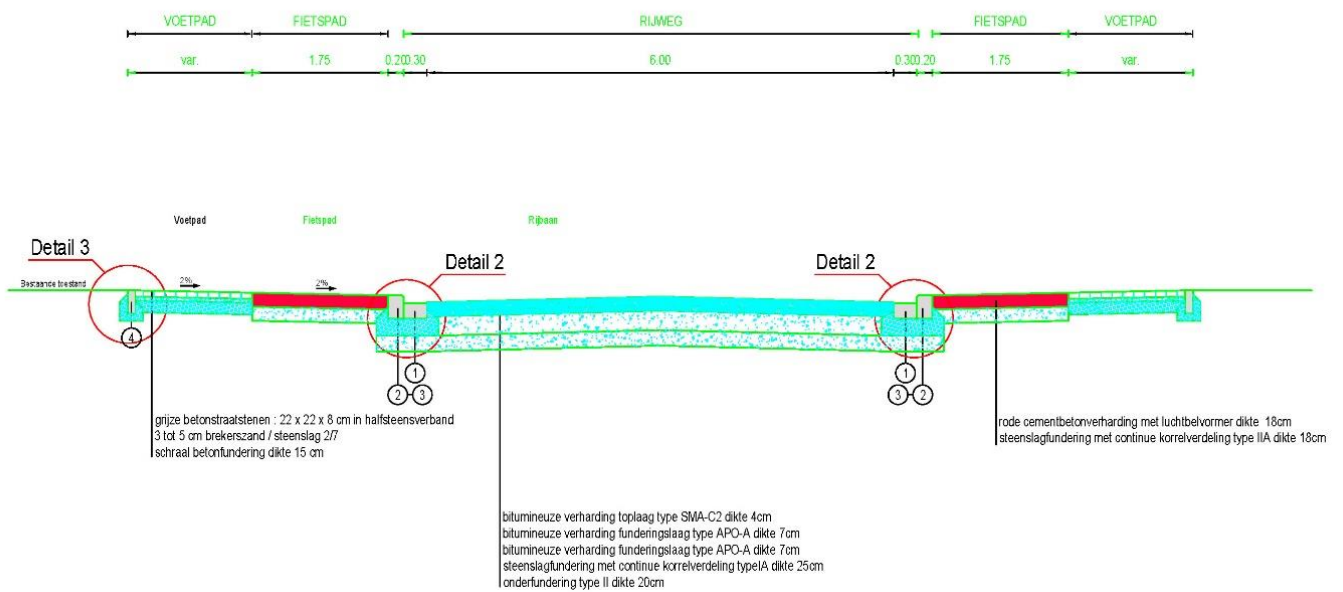 VOETPAD FIETSPAD RIJWEG FIETSPAD VOETPAD
var. 1.75 0.20 0.30 6.00 0.30 0.20 1.75 var.
Voetpad Fietspad Rijbaan
Detail 3 Detail 2 Detail 2
Bestaande toestand 2% 2%
4 1 1
2 3 3 2
grijze betonstraatstenen : 22 x 22 x 8 cm in halfsteensverband
3 tot 5 cm brekerszand / steenslag 2/7
schraal betonfundering dikte 15 cm
rode cementbetonverharding met luchtbelvormer dikte 18cm
steenslagfundering met continue korrelverdeling type IIA dikte 18cm
bitumineuze verharding toplaag type SMA-C2 dikte 4cm
bitumineuze verharding funderingslaag type APO-A dikte 7cm
bitumineuze verharding funderingslaag type APO-A dikte 7cm
steenslagfundering met continue korrelverdeling typeIA dikte 25cm
onderfundering type II dikte 20cm